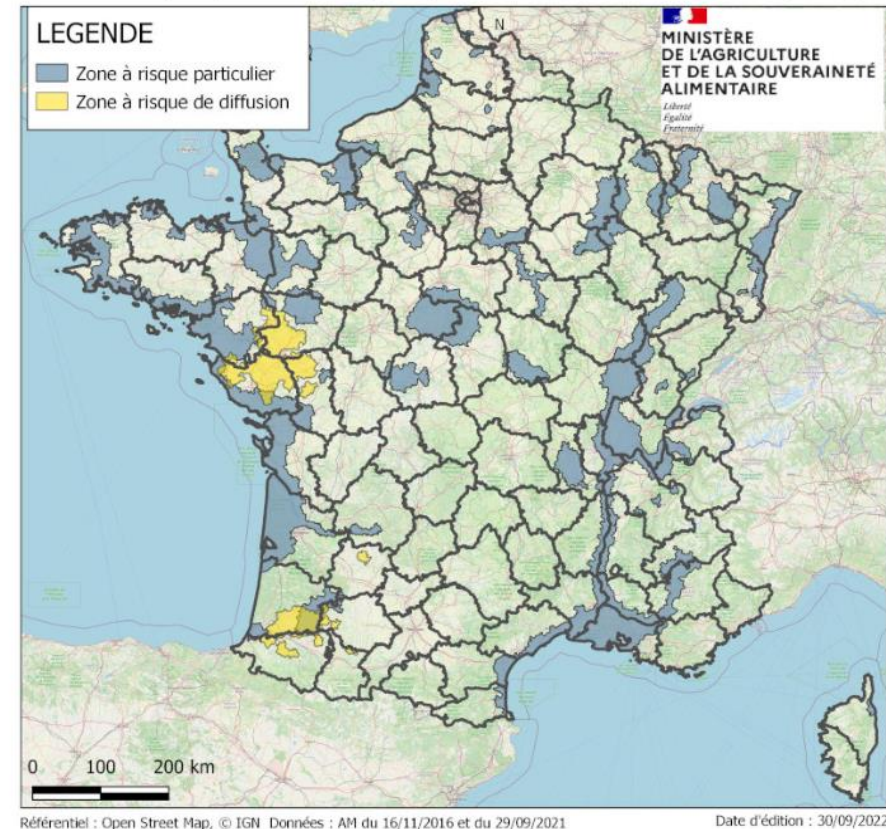 LEGENDE
Zone à risque particulier
Zone à risque de diffusion
N
MINISTÈRE
DE L'AGRICULTURE
ET DE LA SOUVERAINETÉ
ALIMENTAIRE
Liberté
Égalité
Fraternité
0 100 200 km
Référentiel : Open Street Map, © IGN Données : AM du 16/11/2016 et du 29/09/2021
Date d'édition : 30/09/2022